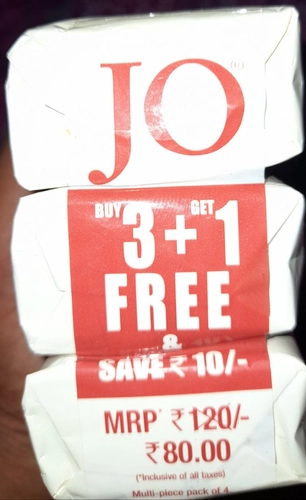 JO
BUY 3 + GET 1
FREE
&
SAVE ₹ 10/-
MRP* ₹ 120/-
₹80.00
(*Inclusive of all taxes)
Multi-piece pack of 4